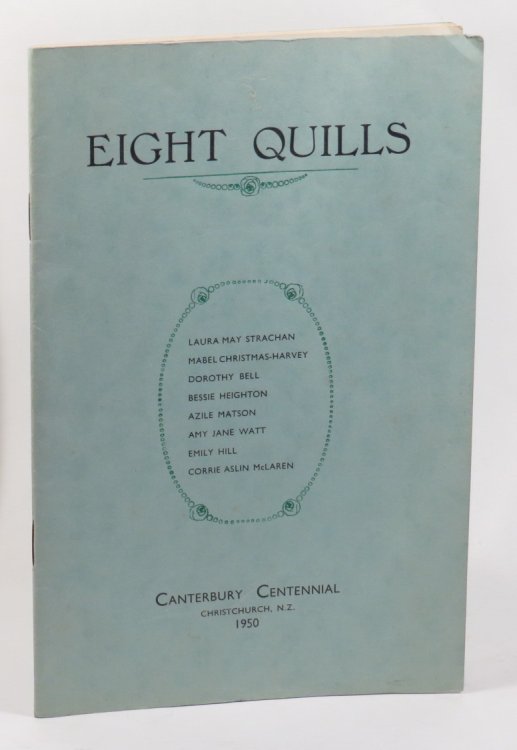 EIGHT QUILLS
LAURA MAY STRACHAN
MABEL CHRISTMAS-HARVEY
DOROTHY BELL
BESSIE HEIGHTON
AZILE MATSON
AMY JANE WATT
EMILY HILL
CORRIE ASLIN McLAREN
CANTERBURY CENTENNIAL
CHRISTCHURCH, N.Z.
1950